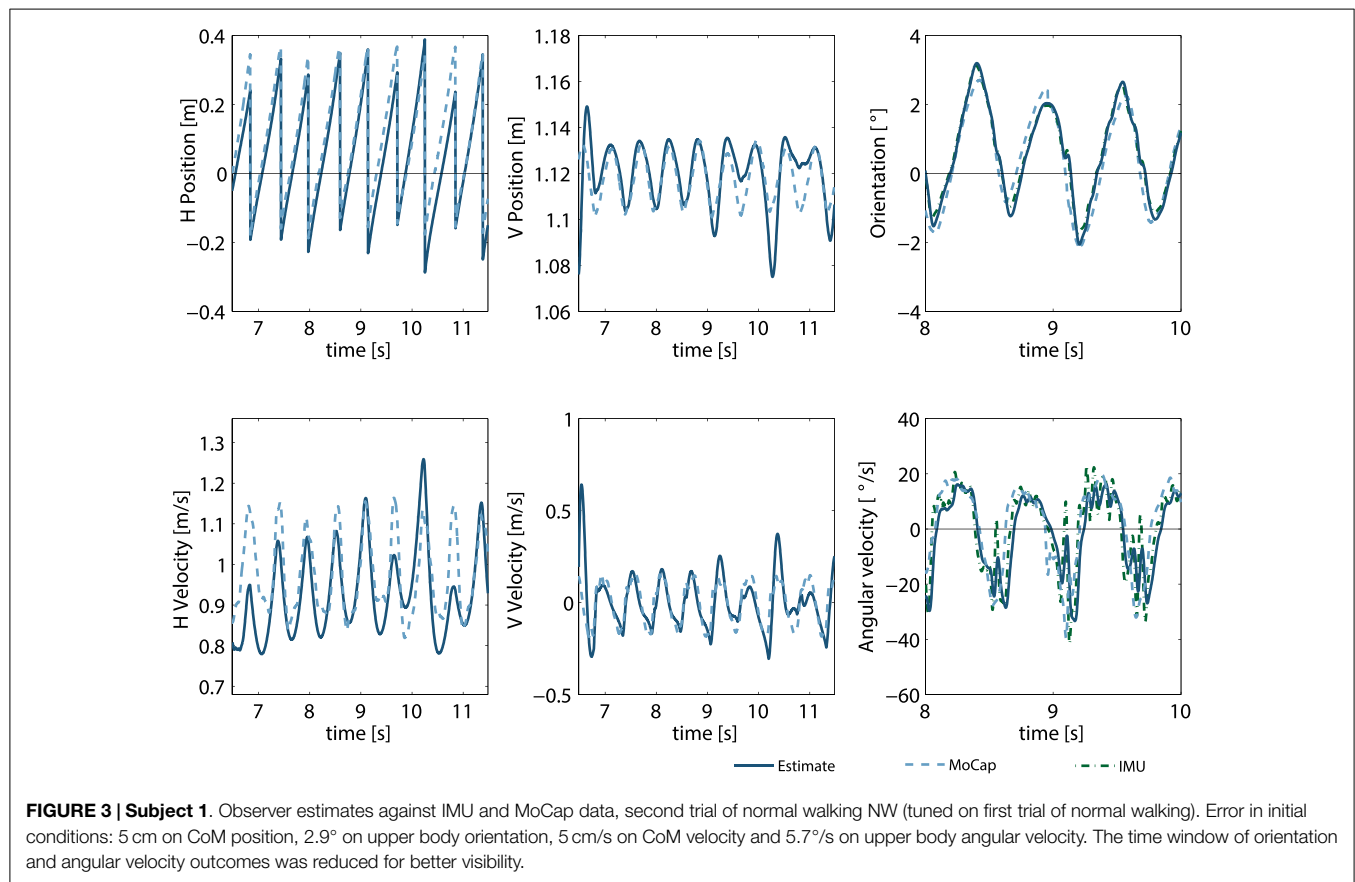 0.4
0.2
0
−0.2
−0.4
H Position [m]
7 8 9 10 11
time [s]
1.18
1.16
1.14
1.12
1.10
1.08
1.06
V Position [m]
7 8 9 10 11
time [s]
4
2
0
−2
−4
Orientation [°]
8 9 10
time [s]
1.3
1.2
1.1
1
0.9
0.8
0.7
H Velocity [m/s]
7 8 9 10 11
time [s]
1
0.5
0
−0.5
V Velocity [m/s]
7 8 9 10 11
time [s]
40
20
0
−20
−40
−60
Angular velocity [°/s]
8 9 10
time [s]
Estimate MoCap IMU
FIGURE 3 | Subject 1. Observer estimates against IMU and MoCap data, second trial of normal walking NW (tuned on first trial of normal walking). Error in initial
conditions: 5 cm on CoM position, 2.9° on upper body orientation, 5 cm/s on CoM velocity and 5.7°/s on upper body angular velocity. The time window of orientation
and angular velocity outcomes was reduced for better visibility.